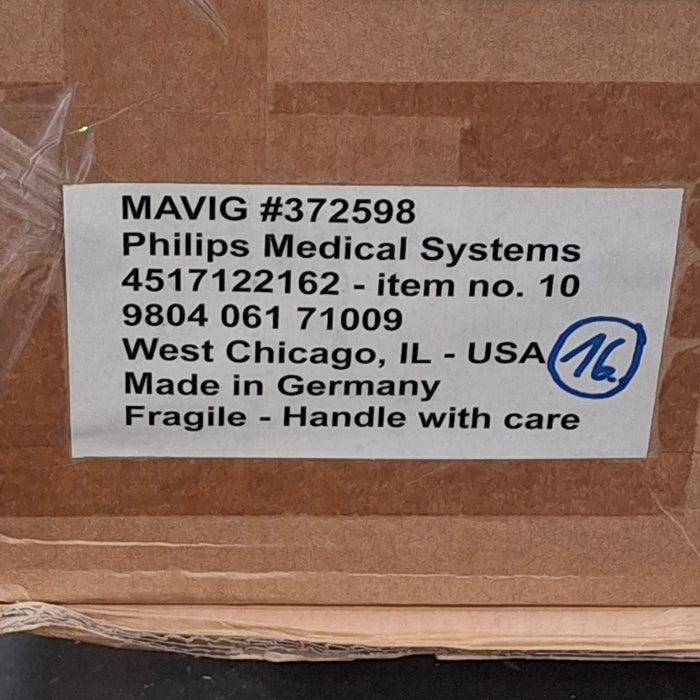 MAVIG #372598
Philips Medical Systems
4517122162 - item no. 10
9804 061 71009
West Chicago, IL - USA
16.
Made in Germany
Fragile - Handle with care